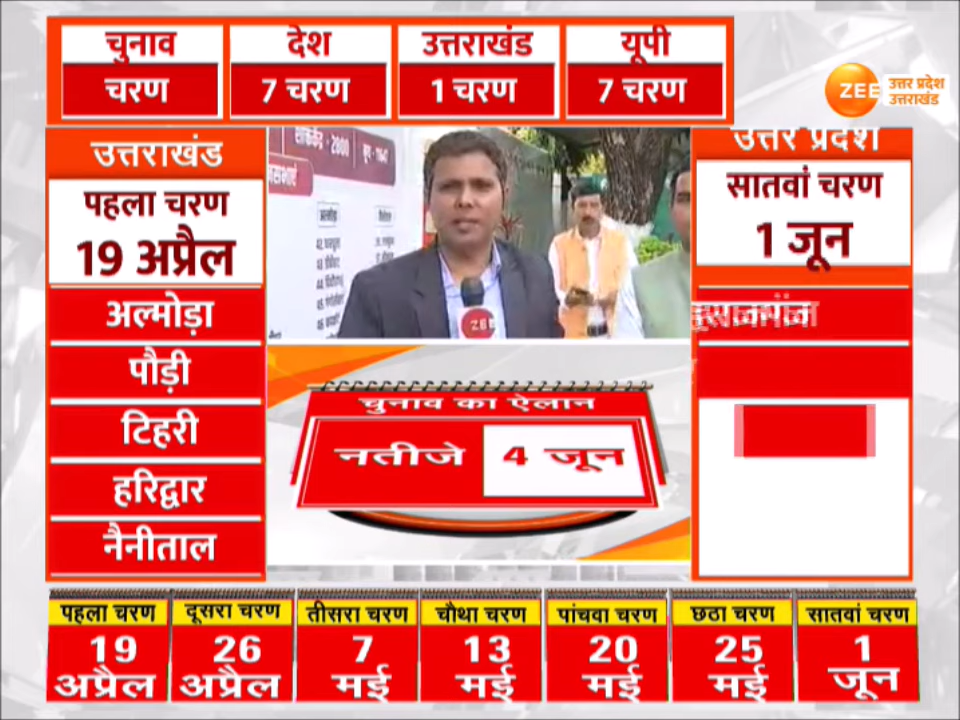 चुनाव
चरण
देश
7 चरण
उत्तराखंड
1 चरण
यूपी
7 चरण
ZEE
उत्तर प्रदेश
उत्तराखंड
उत्तराखंड
पहला चरण
19 अप्रैल
अल्मोड़ा
पौड़ी
टिहरी
हरिद्वार
नैनीताल
अल्मोड़ा
ZEE
चुनाव का ऐलान
नतीजे
4 जून
उत्तर प्रदेश
सातवां चरण
1 जून
पहला चरण
19
अप्रैल
दूसरा चरण
26
अप्रैल
तीसरा चरण
7
मई
चौथा चरण
13
मई
पांचवा चरण
20
मई
छठा चरण
25
मई
सातवां चरण
1
जून